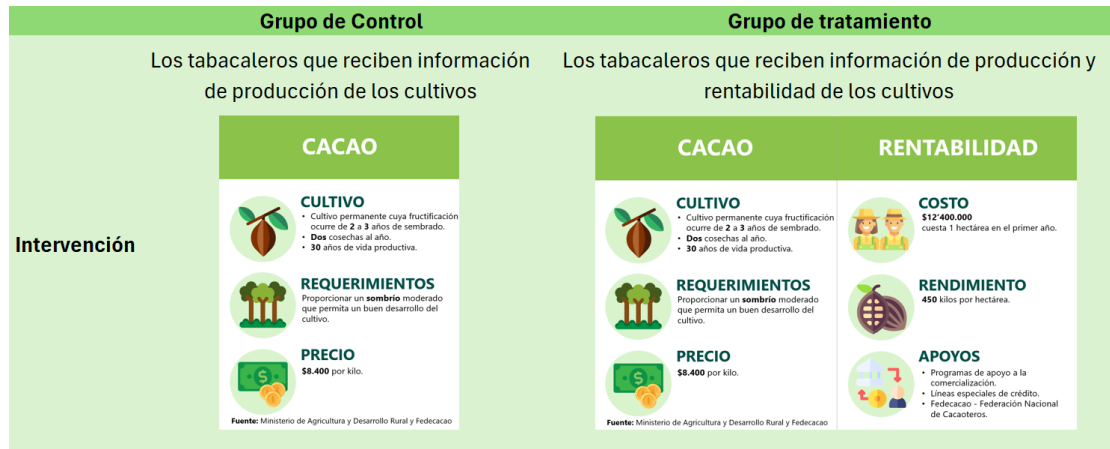 Grupo de Control
Grupo de tratamiento
Intervención
Los tabacaleros que reciben información
de producción de los cultivos
CACAO
CULTIVO
• Cultivo permanente cuya fructificación
ocurre de 2 a 3 años de sembrado.
• Dos cosechas al año.
• 30 años de vida productiva.
REQUERIMIENTOS
Proporcionar un sombrío moderado
que permita un buen desarrollo del
cultivo.
PRECIO
$8.400 por kilo.
Fuente: Ministerio de Agricultura y Desarrollo Rural y Fedecacao
Los tabacaleros que reciben información de producción y
rentabilidad de los cultivos
CACAO
CULTIVO
• Cultivo permanente cuya fructificación
ocurre de 2 a 3 años de sembrado.
• Dos cosechas al año.
• 30 años de vida productiva.
REQUERIMIENTOS
Proporcionar un sombrío moderado
que permita un buen desarrollo del
cultivo.
PRECIO
$8.400 por kilo.
Fuente: Ministerio de Agricultura y Desarrollo Rural y Fedecacao
RENTABILIDAD
COSTO
$12'400.000
cuesta 1 hectárea en el primer año.
RENDIMIENTO
450 kilos por hectárea.
APOYOS
• Programas de apoyo a la
comercialización.
• Líneas especiales de crédito.
• Fedecacao - Federación Nacional
de Cacaoteros.